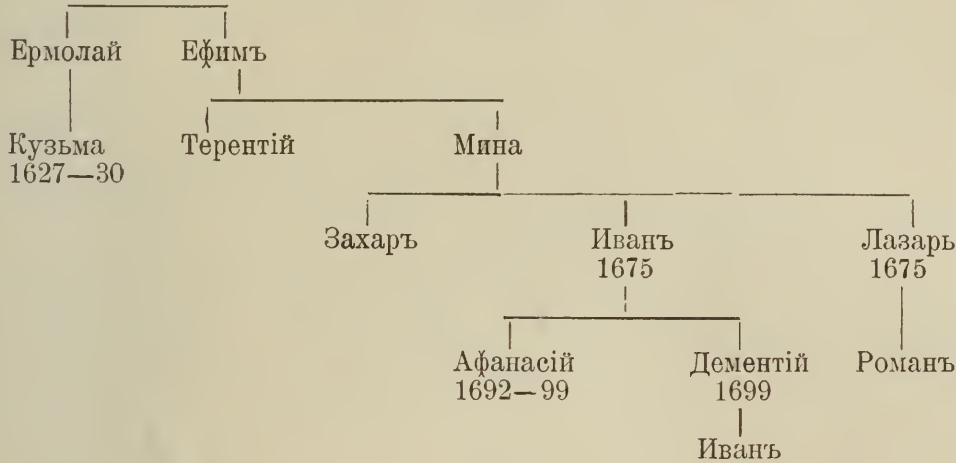 Ермолай Ефимъ
Кузьма Терентій Мина
1627—30
Захаръ Иванъ Лазарь
1675 1675
Афанасій Дементій Романъ
1692—99 1699
Иванъ